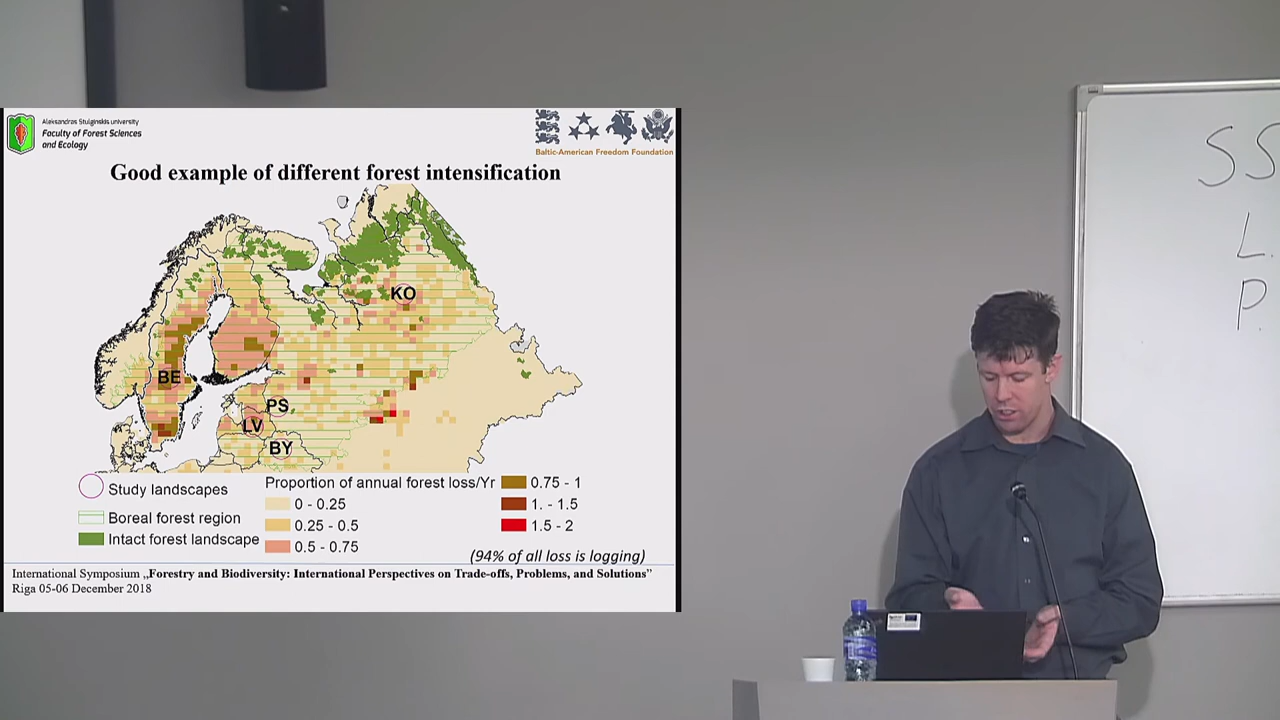 Aleksandras Stulginskis university
Faculty of Forest Sciences
and Ecology
Baltic-American Freedom Foundation
Good example of different forest intensification
KO
BE
PS
LV
BY
Study landscapes
Boreal forest region
Intact forest landscape
Proportion of annual forest loss/Yr
0 - 0.25
0.25 - 0.5
0.5 - 0.75
0.75 - 1
1. - 1.5
1.5 - 2
(94% of all loss is logging)
International Symposium „Forestry and Biodiversity: International Perspectives on Trade-offs, Problems, and Solutions”
Riga 05-06 December 2018
SS
L.
P.